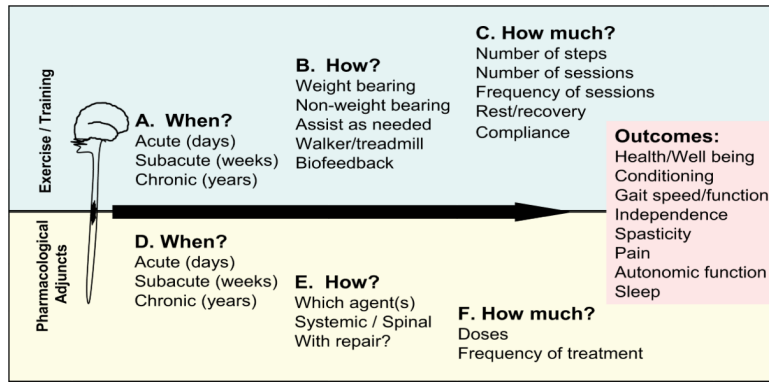 Exercise / Training
A. When?
Acute (days)
Subacute (weeks)
Chronic (years)
B. How?
Weight bearing
Non-weight bearing
Assist as needed
Walker/treadmill
Biofeedback
C. How much?
Number of steps
Number of sessions
Frequency of sessions
Rest/recovery
Compliance
Pharmacological
Adjuncts
D. When?
Acute (days)
Subacute (weeks)
Chronic (years)
E. How?
Which agent(s)
Systemic / Spinal
With repair?
F. How much?
Doses
Frequency of treatment
Outcomes:
Health/Well being
Conditioning
Gait speed/function
Independence
Spasticity
Pain
Autonomic function
Sleep